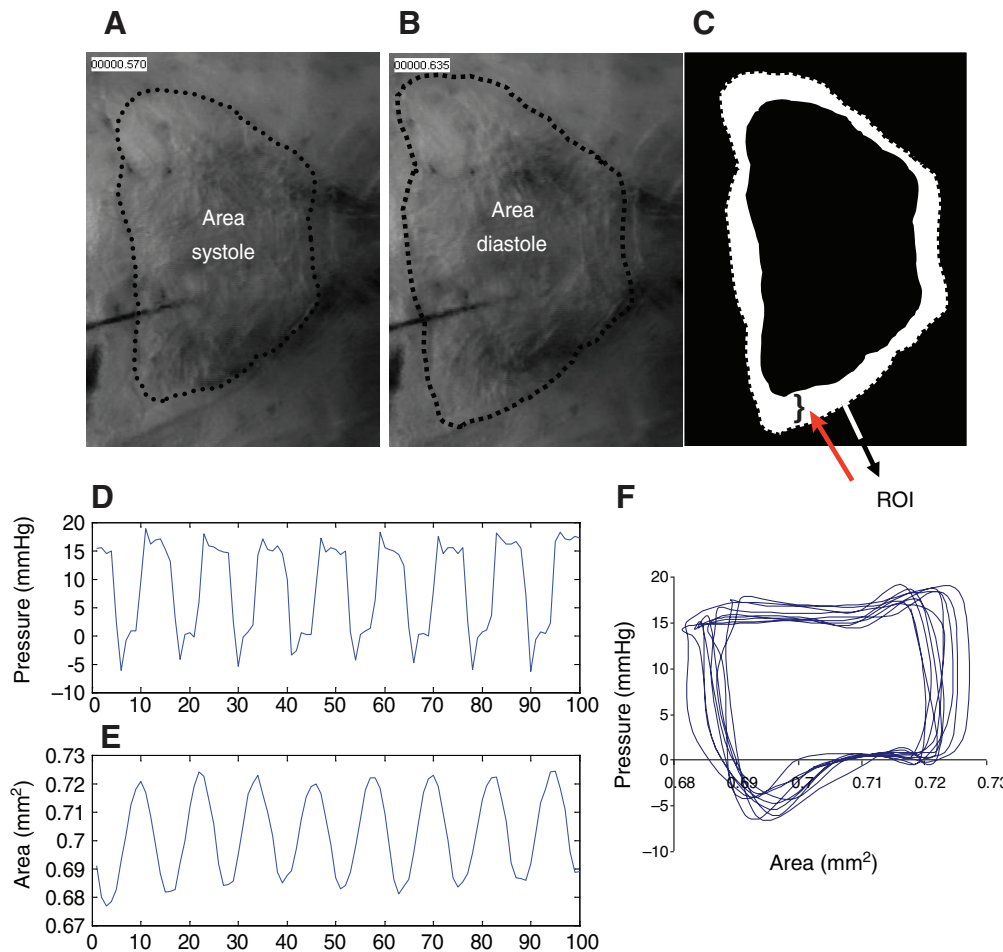 A
B
C
00000.570
00000.635
Area
systole
Area
diastole
}
ROI
D
Pressure (mmHg)
20
15
10
5
0
−5
−10
0 10 20 30 40 50 60 70 80 90 100
E
Area (mm²)
0.73
0.72
0.71
0.7
0.69
0.68
0.67
0 10 20 30 40 50 60 70 80 90 100
F
Pressure (mmHg)
20
15
10
5
0
−5
−10
0.68 0.69 0.7 0.71 0.72 0.73
Area (mm²)